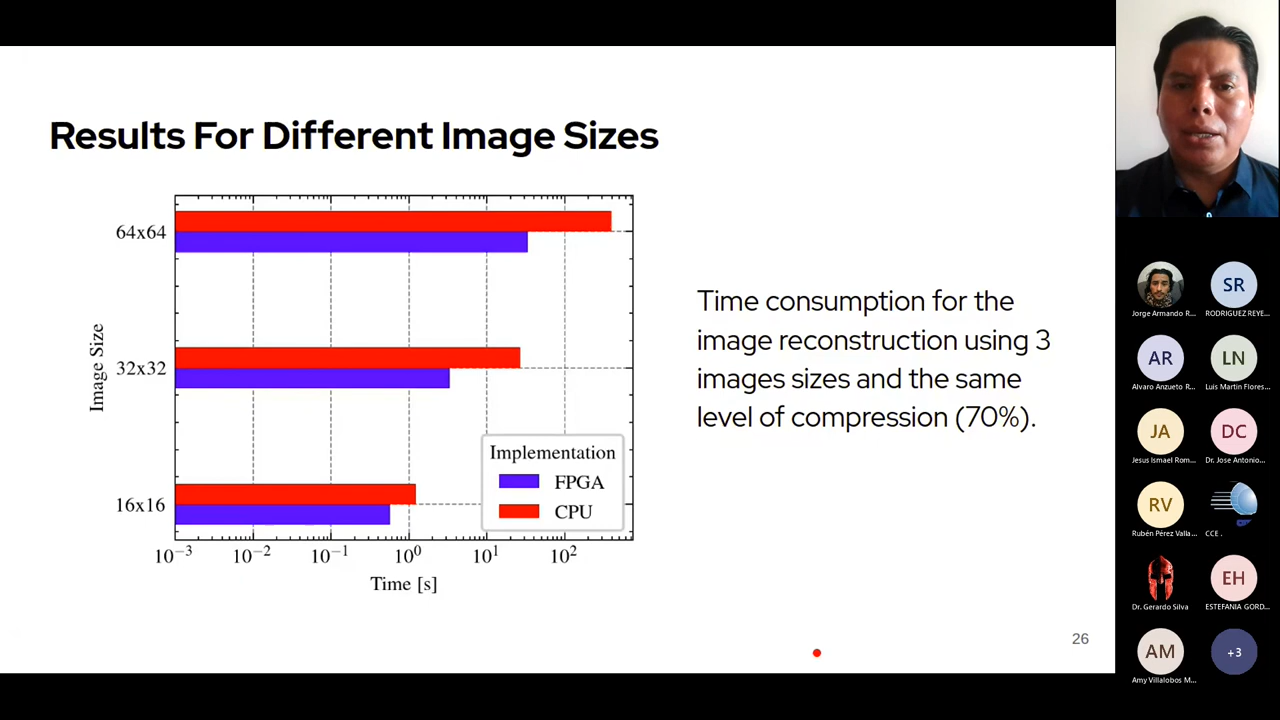 Results For Different Image Sizes
64x64
32x32
16x16
Image Size
Implementation
FPGA
CPU
10⁻³ 10⁻² 10⁻¹ 10⁰ 10¹ 10²
Time [s]
Time consumption for the
image reconstruction using 3
images sizes and the same
level of compression (70%).
26
SR
Jorge Armando R... RODRIGUEZ REYE...
AR LN
Alvaro Anzueto R... Luis Martin Flores...
JA DC
Jesus Ismael Rom... Dr. Jose Antonio...
RV
Rubén Pérez Valla... CCE .
EH
Dr. Gerardo Silva ESTEFANIA GORD...
AM +3
Amy Villalobos M...